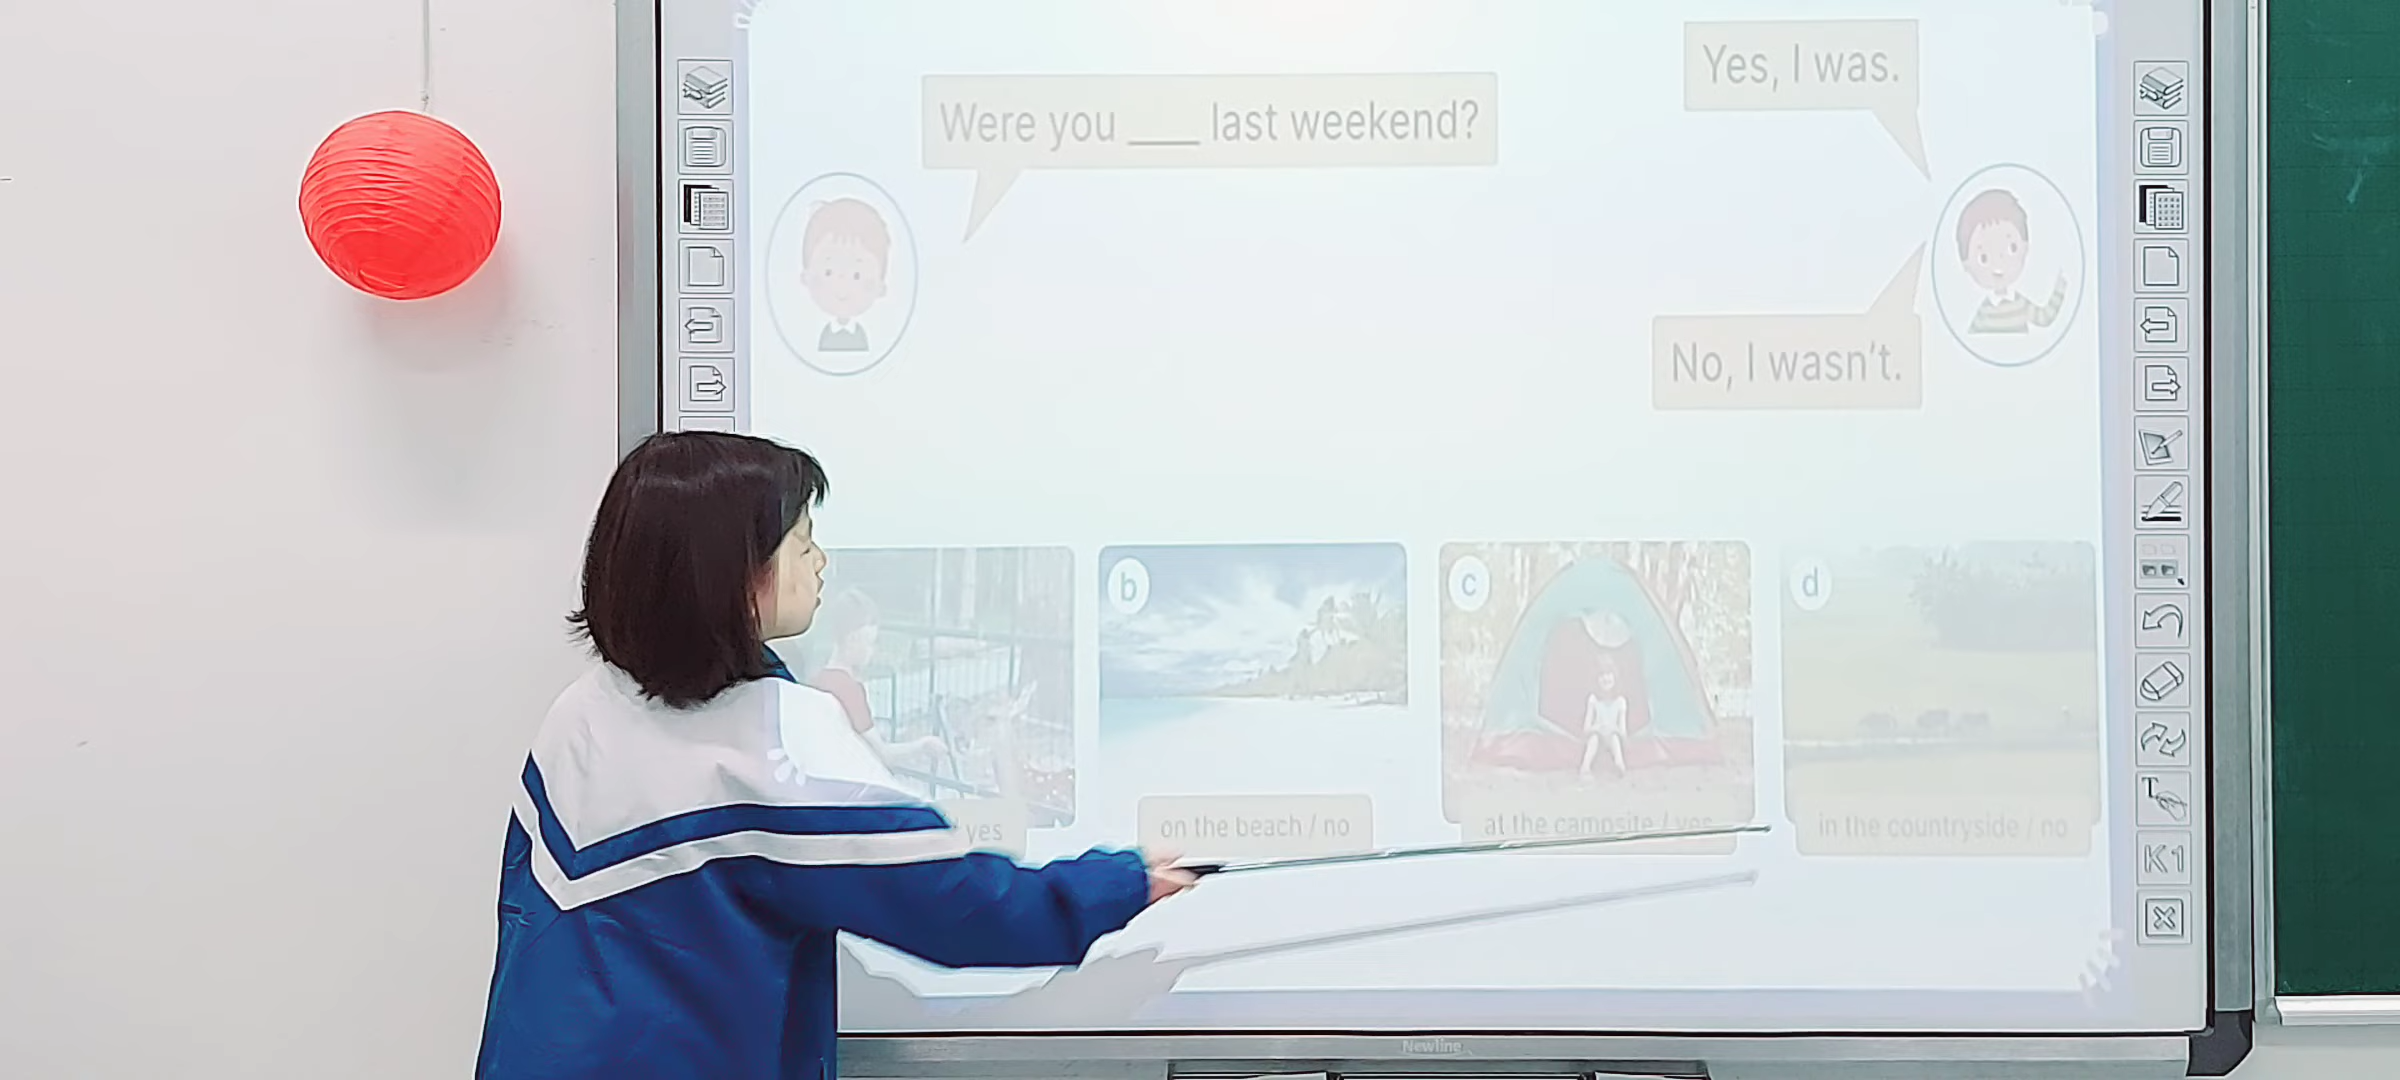 Were you ___ last weekend?
Yes, I was.
No, I wasn't.
b
c
d
/ yes
on the beach / no
at the campsite / yes
in the countryside / no
T
K1
Newline